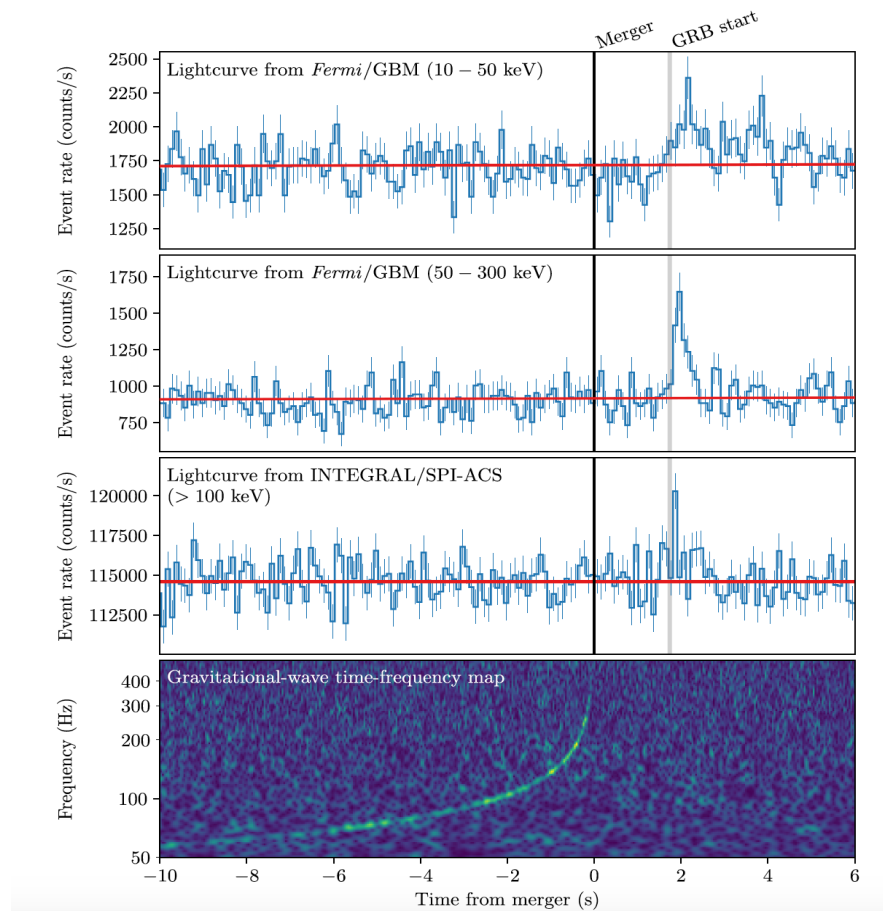 Merger
GRB start
Lightcurve from Fermi/GBM (10 − 50 keV)
Event rate (counts/s)
2500
2250
2000
1750
1500
1250
Lightcurve from Fermi/GBM (50 − 300 keV)
Event rate (counts/s)
1750
1500
1250
1000
750
Lightcurve from INTEGRAL/SPI-ACS
(> 100 keV)
Event rate (counts/s)
120000
117500
115000
112500
Gravitational-wave time-frequency map
Frequency (Hz)
400
300
200
100
50
−10 −8 −6 −4 −2 0 2 4 6
Time from merger (s)